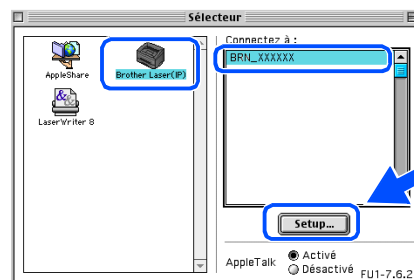 Sélecteur
AppleShare
Brother Laser(IP)
LaserWriter 8
Connectez à :
BRN_XXXXXX
Setup...
AppleTalk
Activé
Désactivé
FU1-7.6.2